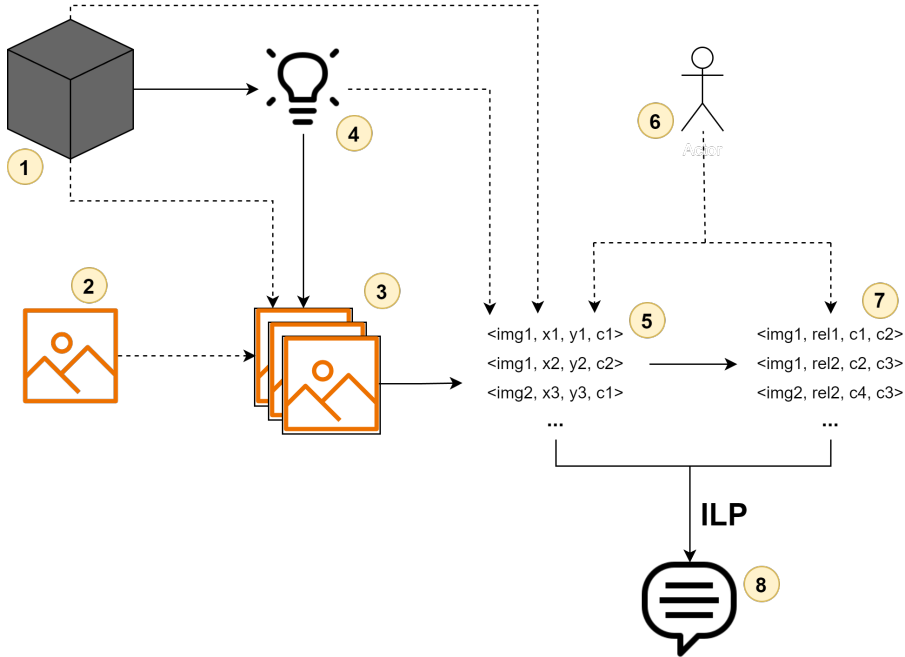 1
4
6
2
3
Actor
5
7
<img1, x1, y1, c1>
<img1, x2, y2, c2>
<img2, x3, y3, c1>
...
<img1, rel1, c1, c2>
<img1, rel2, c2, c3>
<img2, rel2, c4, c3>
...
ILP
8